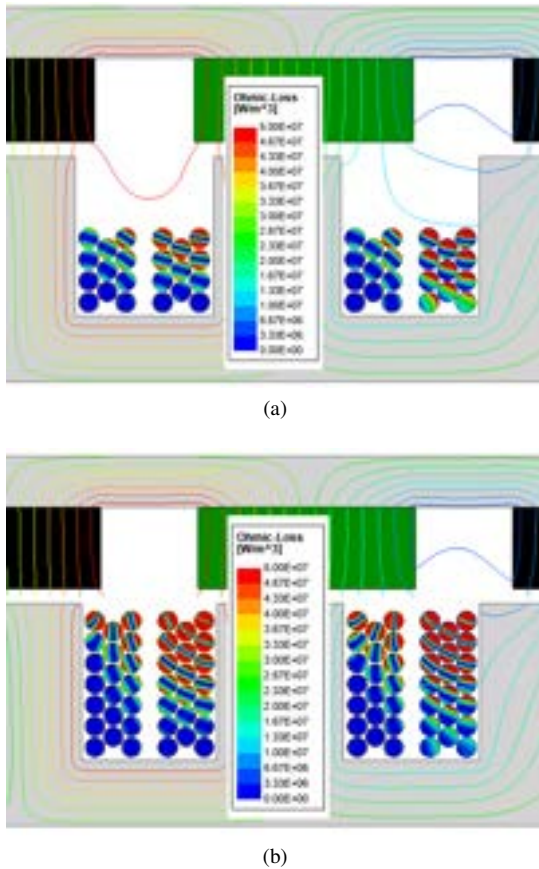 Ohmic-Loss
[W/m^3]
5.00E+07
4.67E+07
4.33E+07
4.00E+07
3.67E+07
3.33E+07
3.00E+07
2.67E+07
2.33E+07
2.00E+07
1.67E+07
1.33E+07
1.00E+07
6.67E+06
3.33E+06
0.00E+00
(a)
Ohmic-Loss
[W/m^3]
5.00E+07
4.67E+07
4.33E+07
4.00E+07
3.67E+07
3.33E+07
3.00E+07
2.67E+07
2.33E+07
2.00E+07
1.67E+07
1.33E+07
1.00E+07
6.67E+06
3.33E+06
0.00E+00
(b)